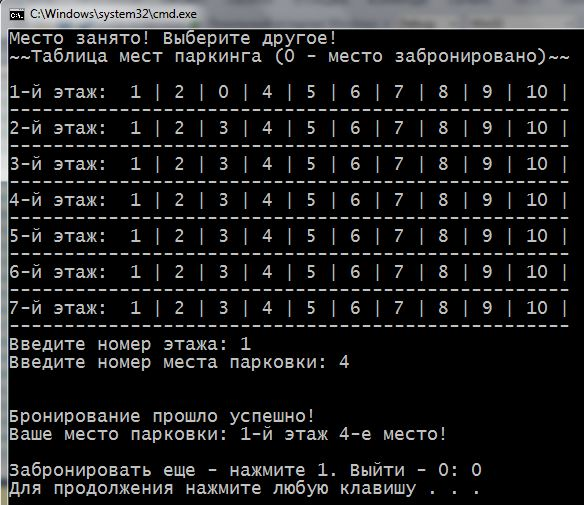 C:\Windows\system32\cmd.exe
Место занято! Выберите другое!
~~Таблица мест паркинга (0 - место забронировано)~~
1-й этаж:  1 | 2 | 0 | 4 | 5 | 6 | 7 | 8 | 9 | 10 |
---------------------------------------------------
2-й этаж:  1 | 2 | 3 | 4 | 5 | 6 | 7 | 8 | 9 | 10 |
---------------------------------------------------
3-й этаж:  1 | 2 | 3 | 4 | 5 | 6 | 7 | 8 | 9 | 10 |
---------------------------------------------------
4-й этаж:  1 | 2 | 3 | 4 | 5 | 6 | 7 | 8 | 9 | 10 |
---------------------------------------------------
5-й этаж:  1 | 2 | 3 | 4 | 5 | 6 | 7 | 8 | 9 | 10 |
---------------------------------------------------
6-й этаж:  1 | 2 | 3 | 4 | 5 | 6 | 7 | 8 | 9 | 10 |
---------------------------------------------------
7-й этаж:  1 | 2 | 3 | 4 | 5 | 6 | 7 | 8 | 9 | 10 |
---------------------------------------------------
Введите номер этажа: 1
Введите номер места парковки: 4
Бронирование прошло успешно!
Ваше место парковки: 1-й этаж 4-е место!
Забронировать еще - нажмите 1. Выйти - 0: 0
Для продолжения нажмите любую клавишу . . .